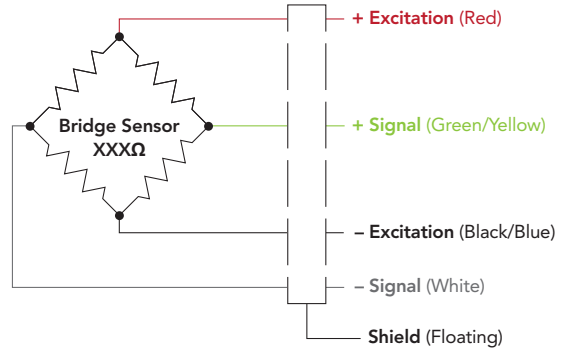 + Excitation (Red)
Bridge Sensor
XXXΩ
+ Signal (Green/Yellow)
– Excitation (Black/Blue)
– Signal (White)
Shield (Floating)